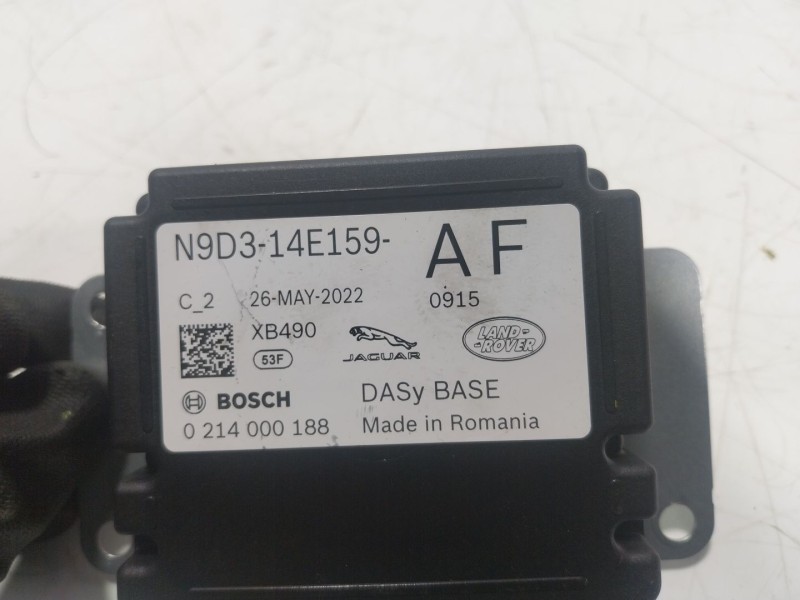 N9D3-14E159- AF
C_2 26-MAY-2022 0915
XB490 JAGUAR LAND-ROVER
53F
BOSCH DASy BASE
0 214 000 188 Made in Romania